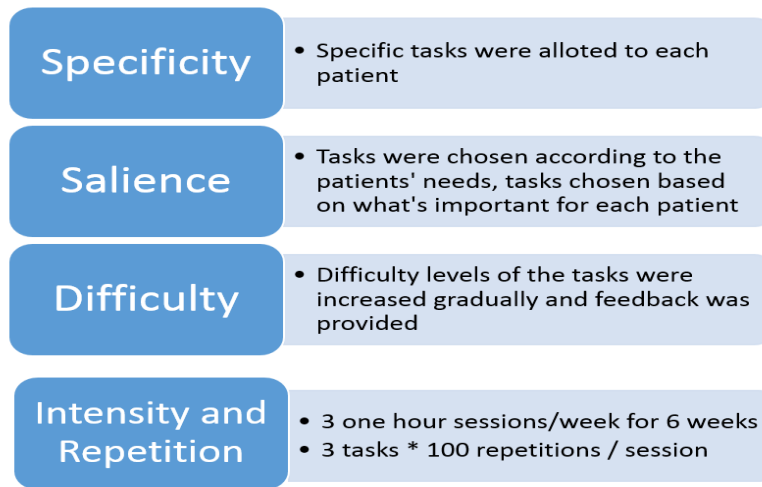 Specificity
• Specific tasks were alloted to each
patient
Salience
• Tasks were chosen according to the
patients' needs, tasks chosen based
on what's important for each patient
Difficulty
• Difficulty levels of the tasks were
increased gradually and feedback was
provided
Intensity and
Repetition
• 3 one hour sessions/week for 6 weeks
• 3 tasks * 100 repetitions / session